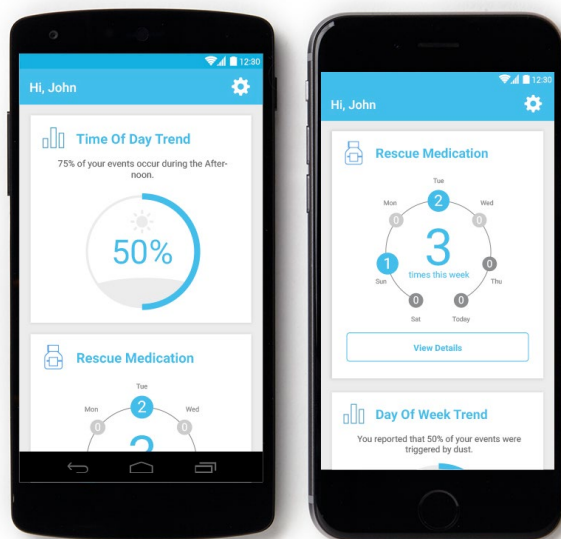 12:30
Hi, John
Time Of Day Trend
75% of your events occur during the After-
noon.
50%
Rescue Medication
Tue
2
Mon
Wed
0
0
12:30
Hi, John
Rescue Medication
Tue
2
Mon
Wed
0
0
3
times this week
1
0
Sun
Thu
0
0
Sat
Today
View Details
Day Of Week Trend
You reported that 50% of your events were
triggered by dust.